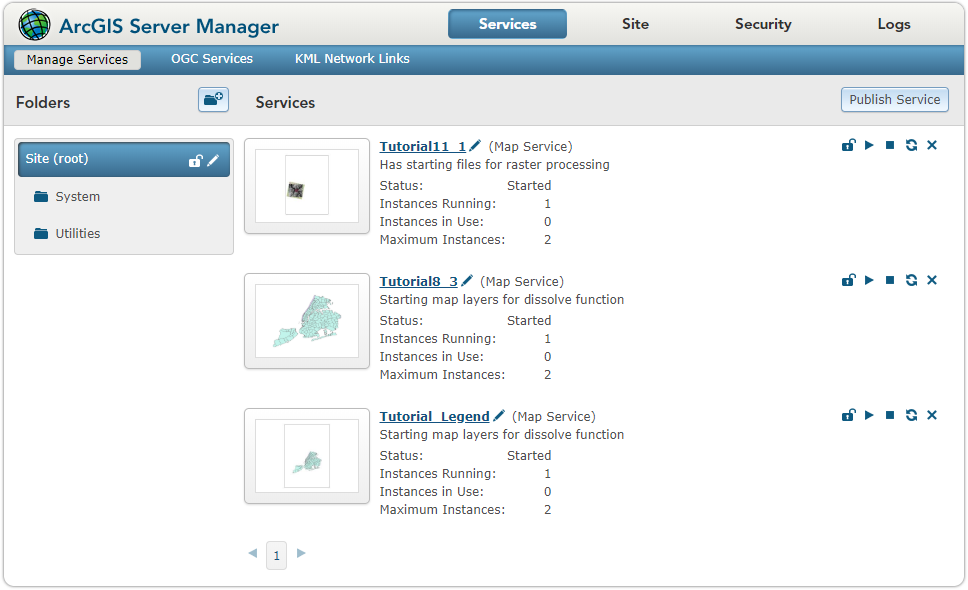 ArcGIS Server Manager Services Site Security Logs
Manage Services OGC Services KML Network Links
Folders Services Publish Service
Site (root)
System
Utilities
Tutorial11_1 (Map Service)
Has starting files for raster processing
Status: Started
Instances Running: 1
Instances in Use: 0
Maximum Instances: 2
Tutorial8_3 (Map Service)
Starting map layers for dissolve function
Status: Started
Instances Running: 1
Instances in Use: 0
Maximum Instances: 2
Tutorial_Legend (Map Service)
Starting map layers for dissolve function
Status: Started
Instances Running: 1
Instances in Use: 0
Maximum Instances: 2
1